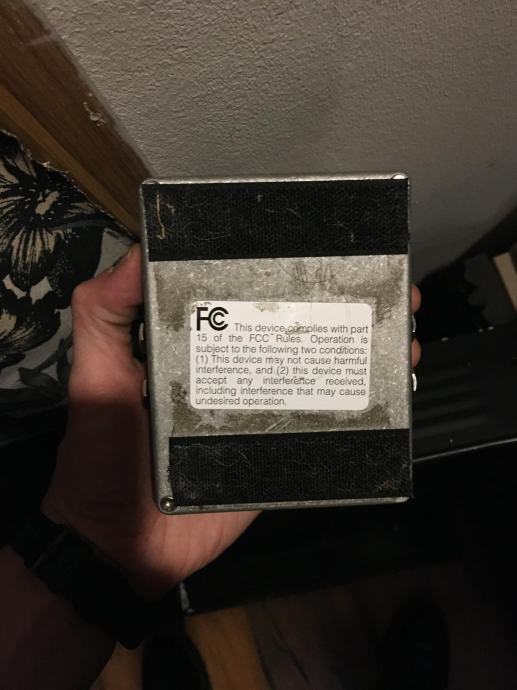 FC This device complies with part
15 of the FCC Rules. Operation is
subject to the following two conditions:
(1) This device may not cause harmful
interference, and (2) this device must
accept any interference received,
including interference that may cause
undesired operation.